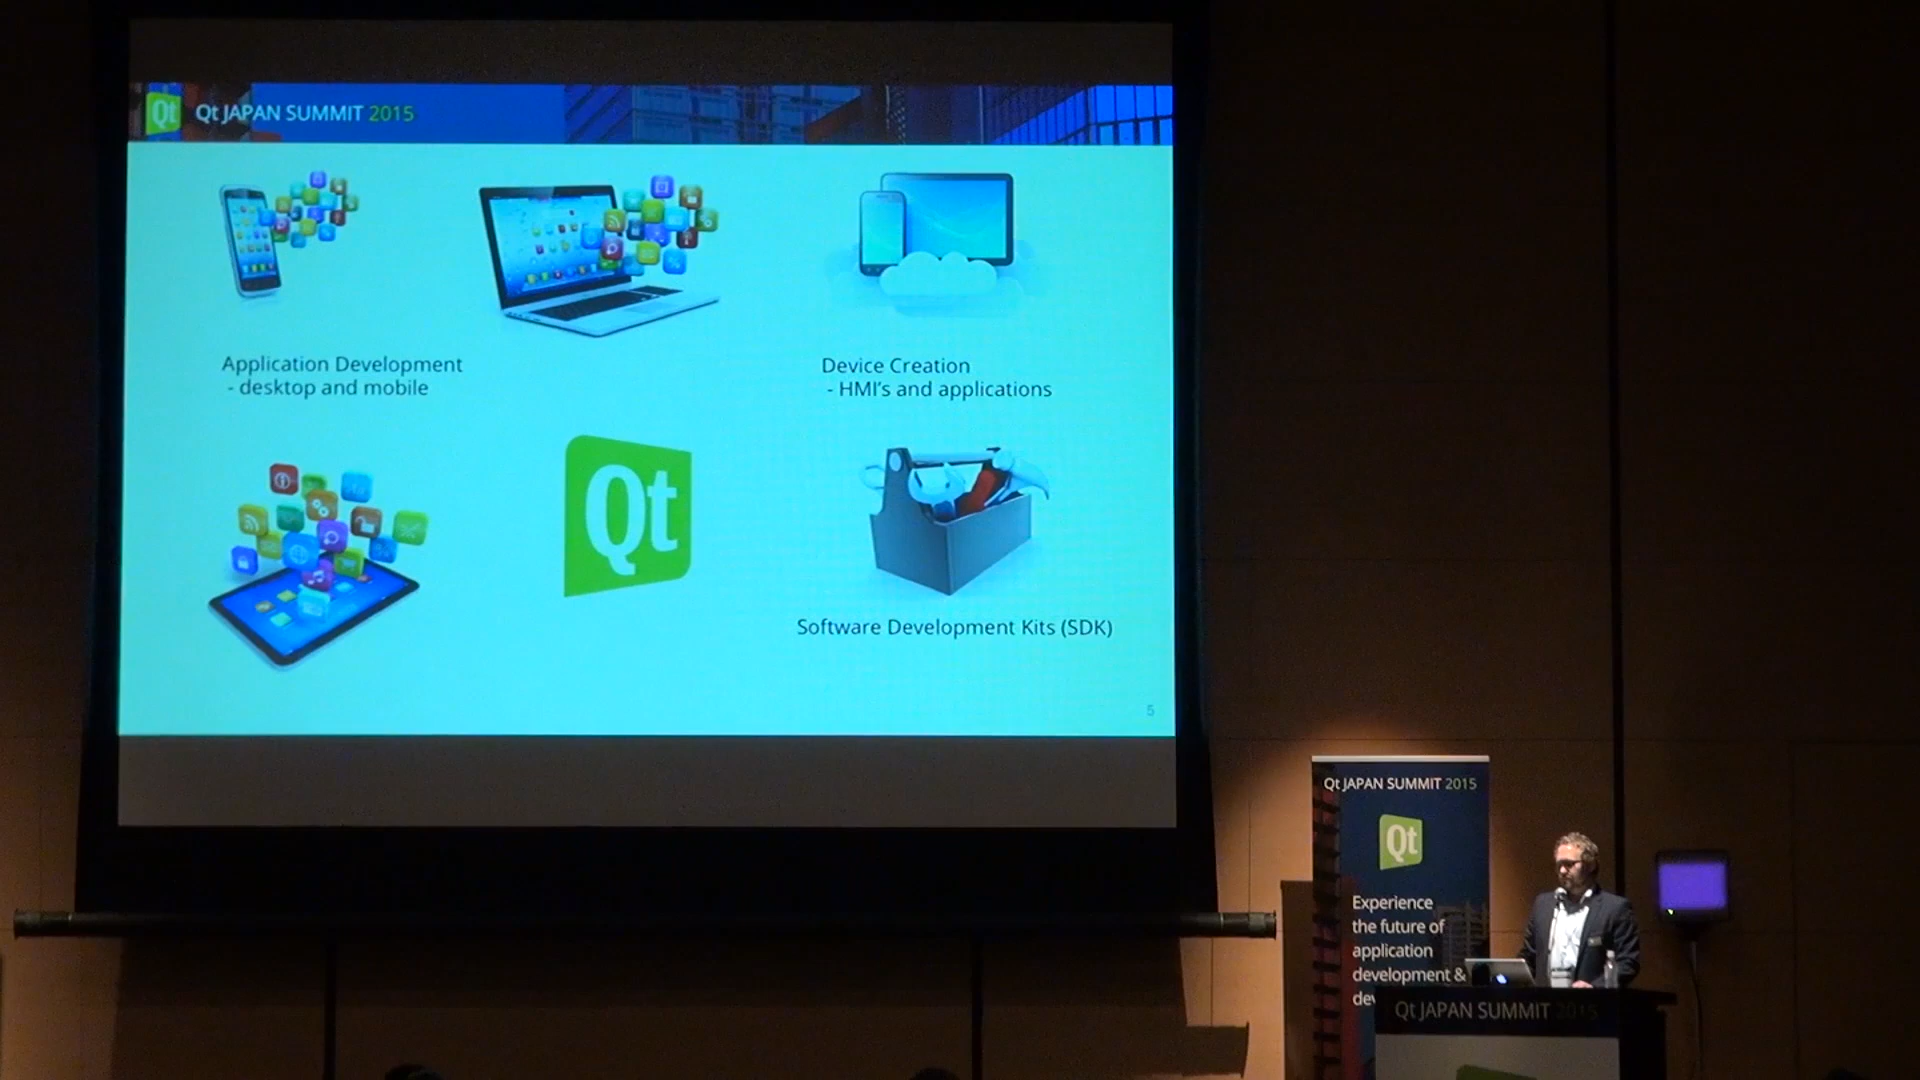 Qt JAPAN SUMMIT 2015
Application Development
- desktop and mobile
Device Creation
- HMI's and applications
Qt
Software Development Kits (SDK)
5
Qt JAPAN SUMMIT 2015
Qt
Experience
the future of
application
development &
Qt JAPAN SUMMIT 2015